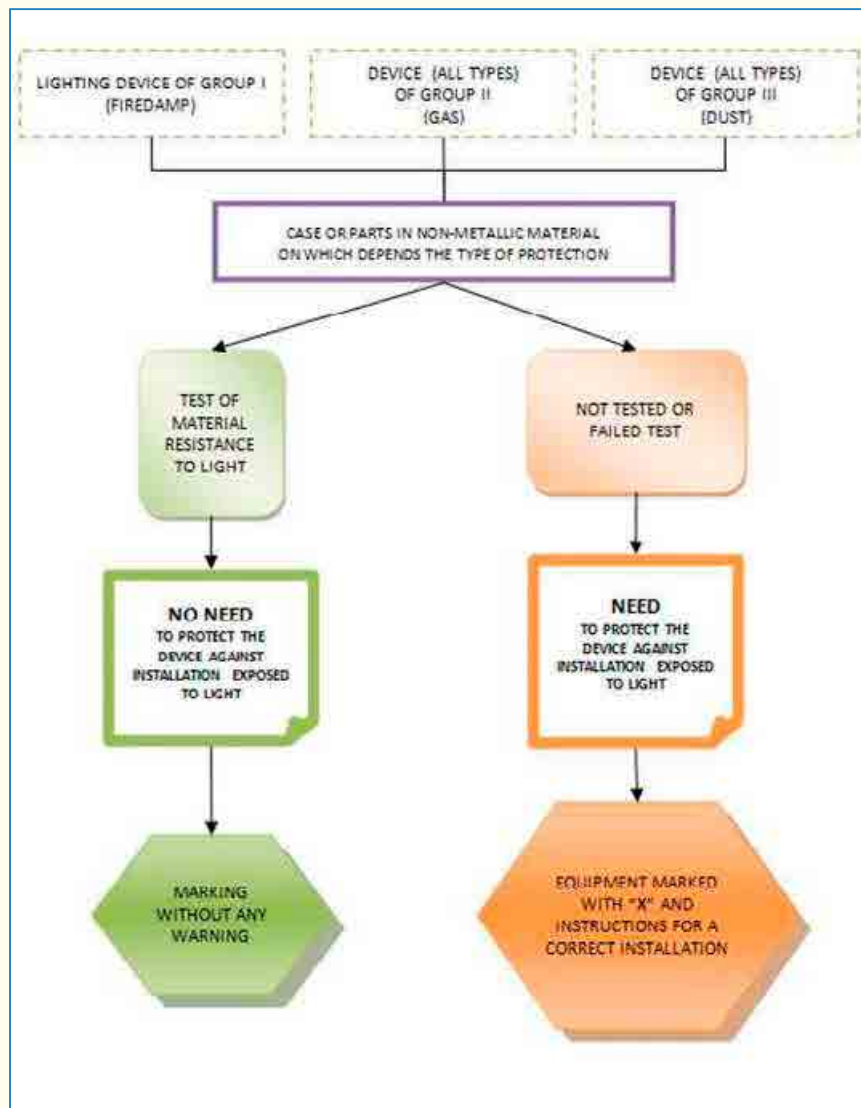 LIGHTING DEVICE OF GROUP I
(FIREDAMP)
DEVICE (ALL TYPES)
OF GROUP II
(GAS)
DEVICE (ALL TYPES)
OF GROUP III
(DUST)
CASE OR PARTS IN NON-METALLIC MATERIAL
ON WHICH DEPENDS THE TYPE OF PROTECTION
TEST OF
MATERIAL
RESISTANCE
TO LIGHT
NOT TESTED OR
FAILED TEST
NO NEED
TO PROTECT THE
DEVICE AGAINST
INSTALLATION EXPOSED
TO LIGHT
NEED
TO PROTECT THE
DEVICE AGAINST
INSTALLATION EXPOSED
TO LIGHT
MARKING
WITHOUT ANY
WARNING
EQUIPMENT MARKED
WITH "X" AND
INSTRUCTIONS FOR A
CORRECT INSTALLATION